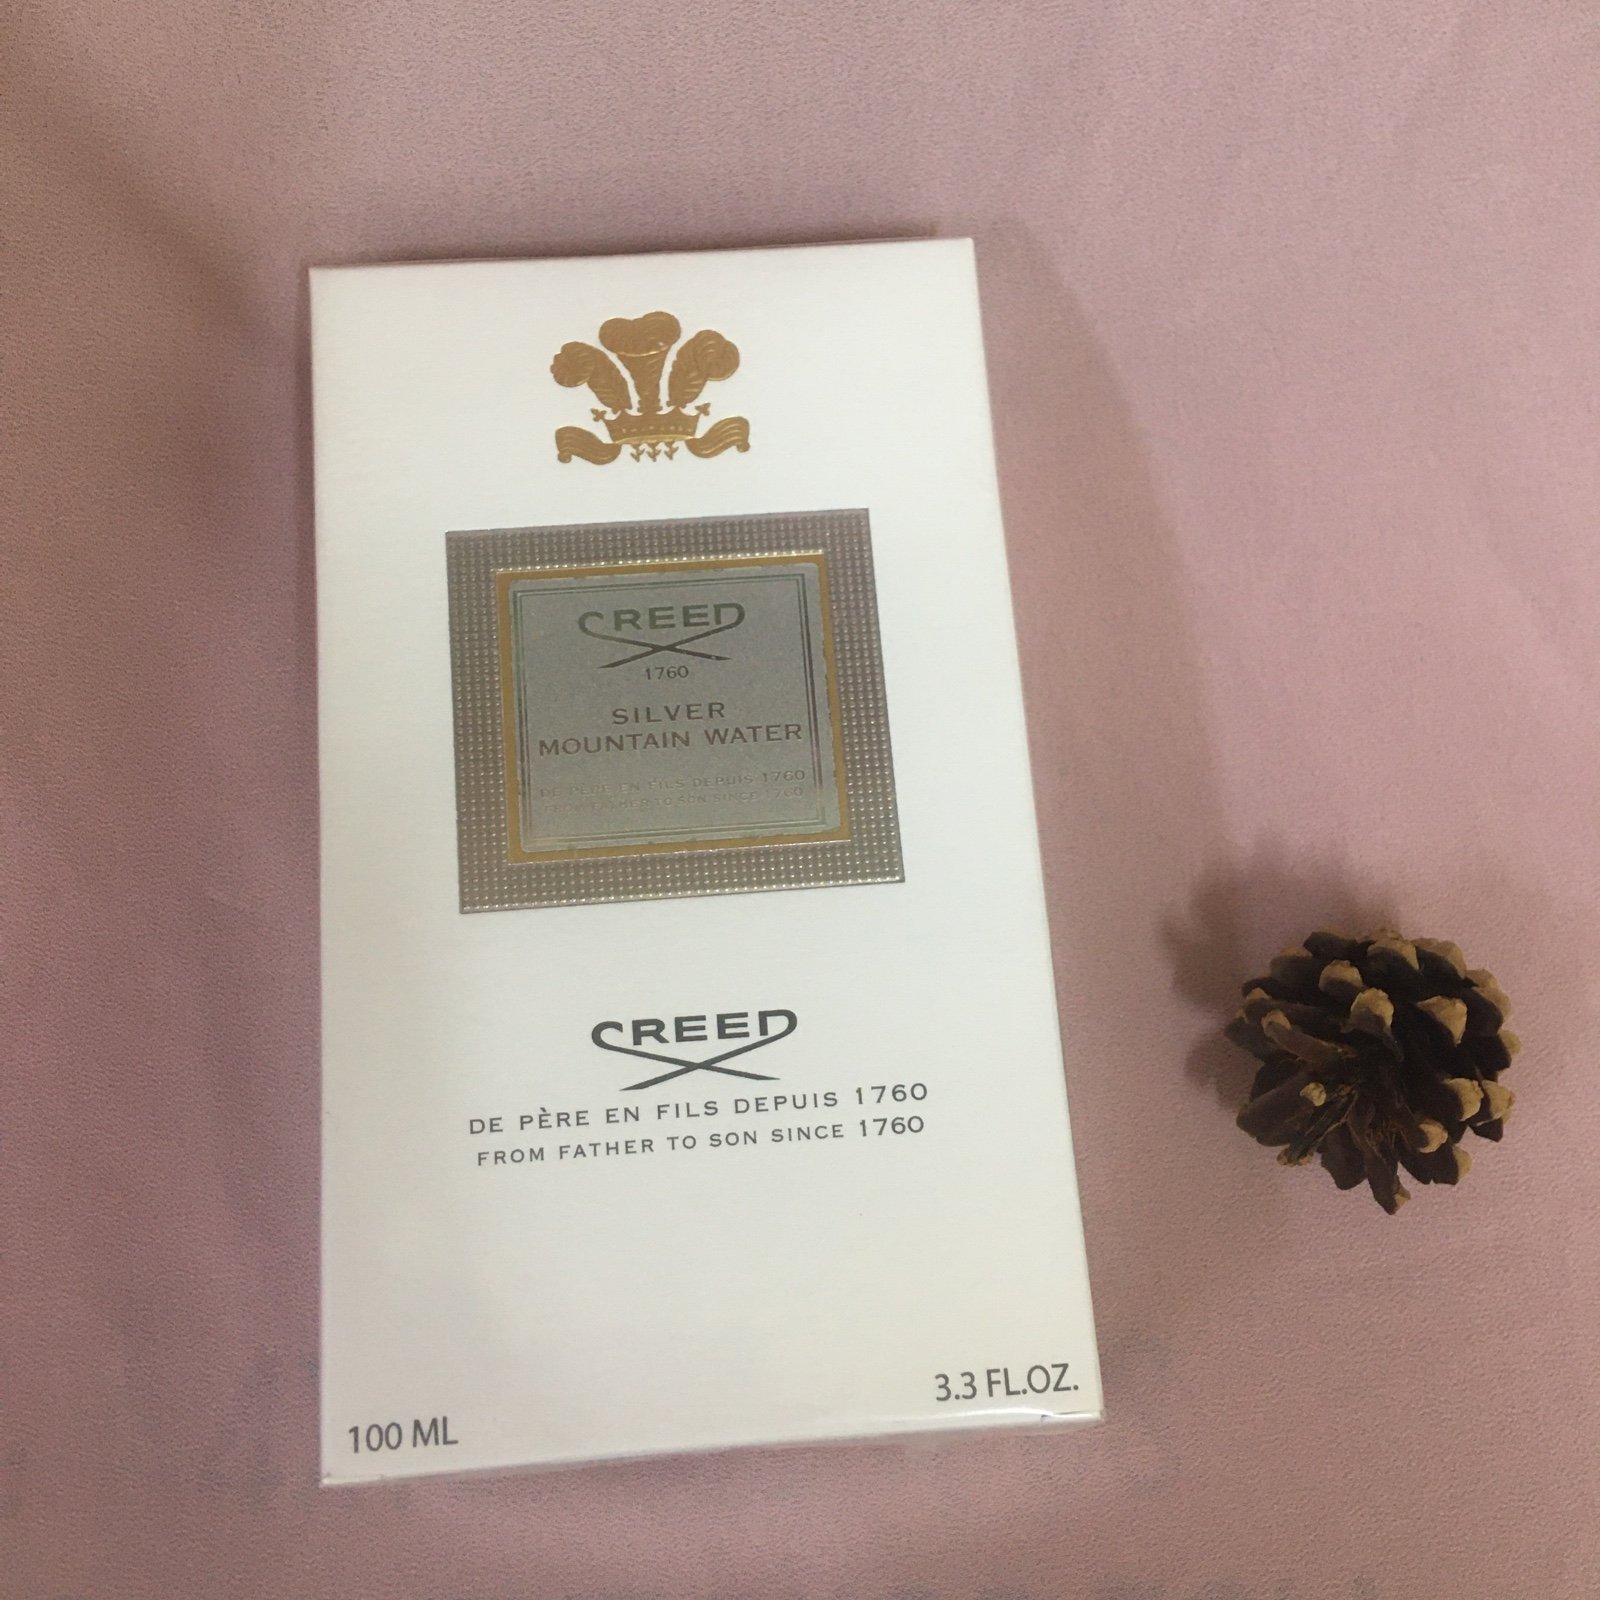 CREED
1760
SILVER
MOUNTAIN WATER
DE PÈRE EN FILS DEPUIS 1760
FROM FATHER TO SON SINCE 1760
CREED
DE PÈRE EN FILS DEPUIS 1760
FROM FATHER TO SON SINCE 1760
100 ML
3.3 FL.OZ.